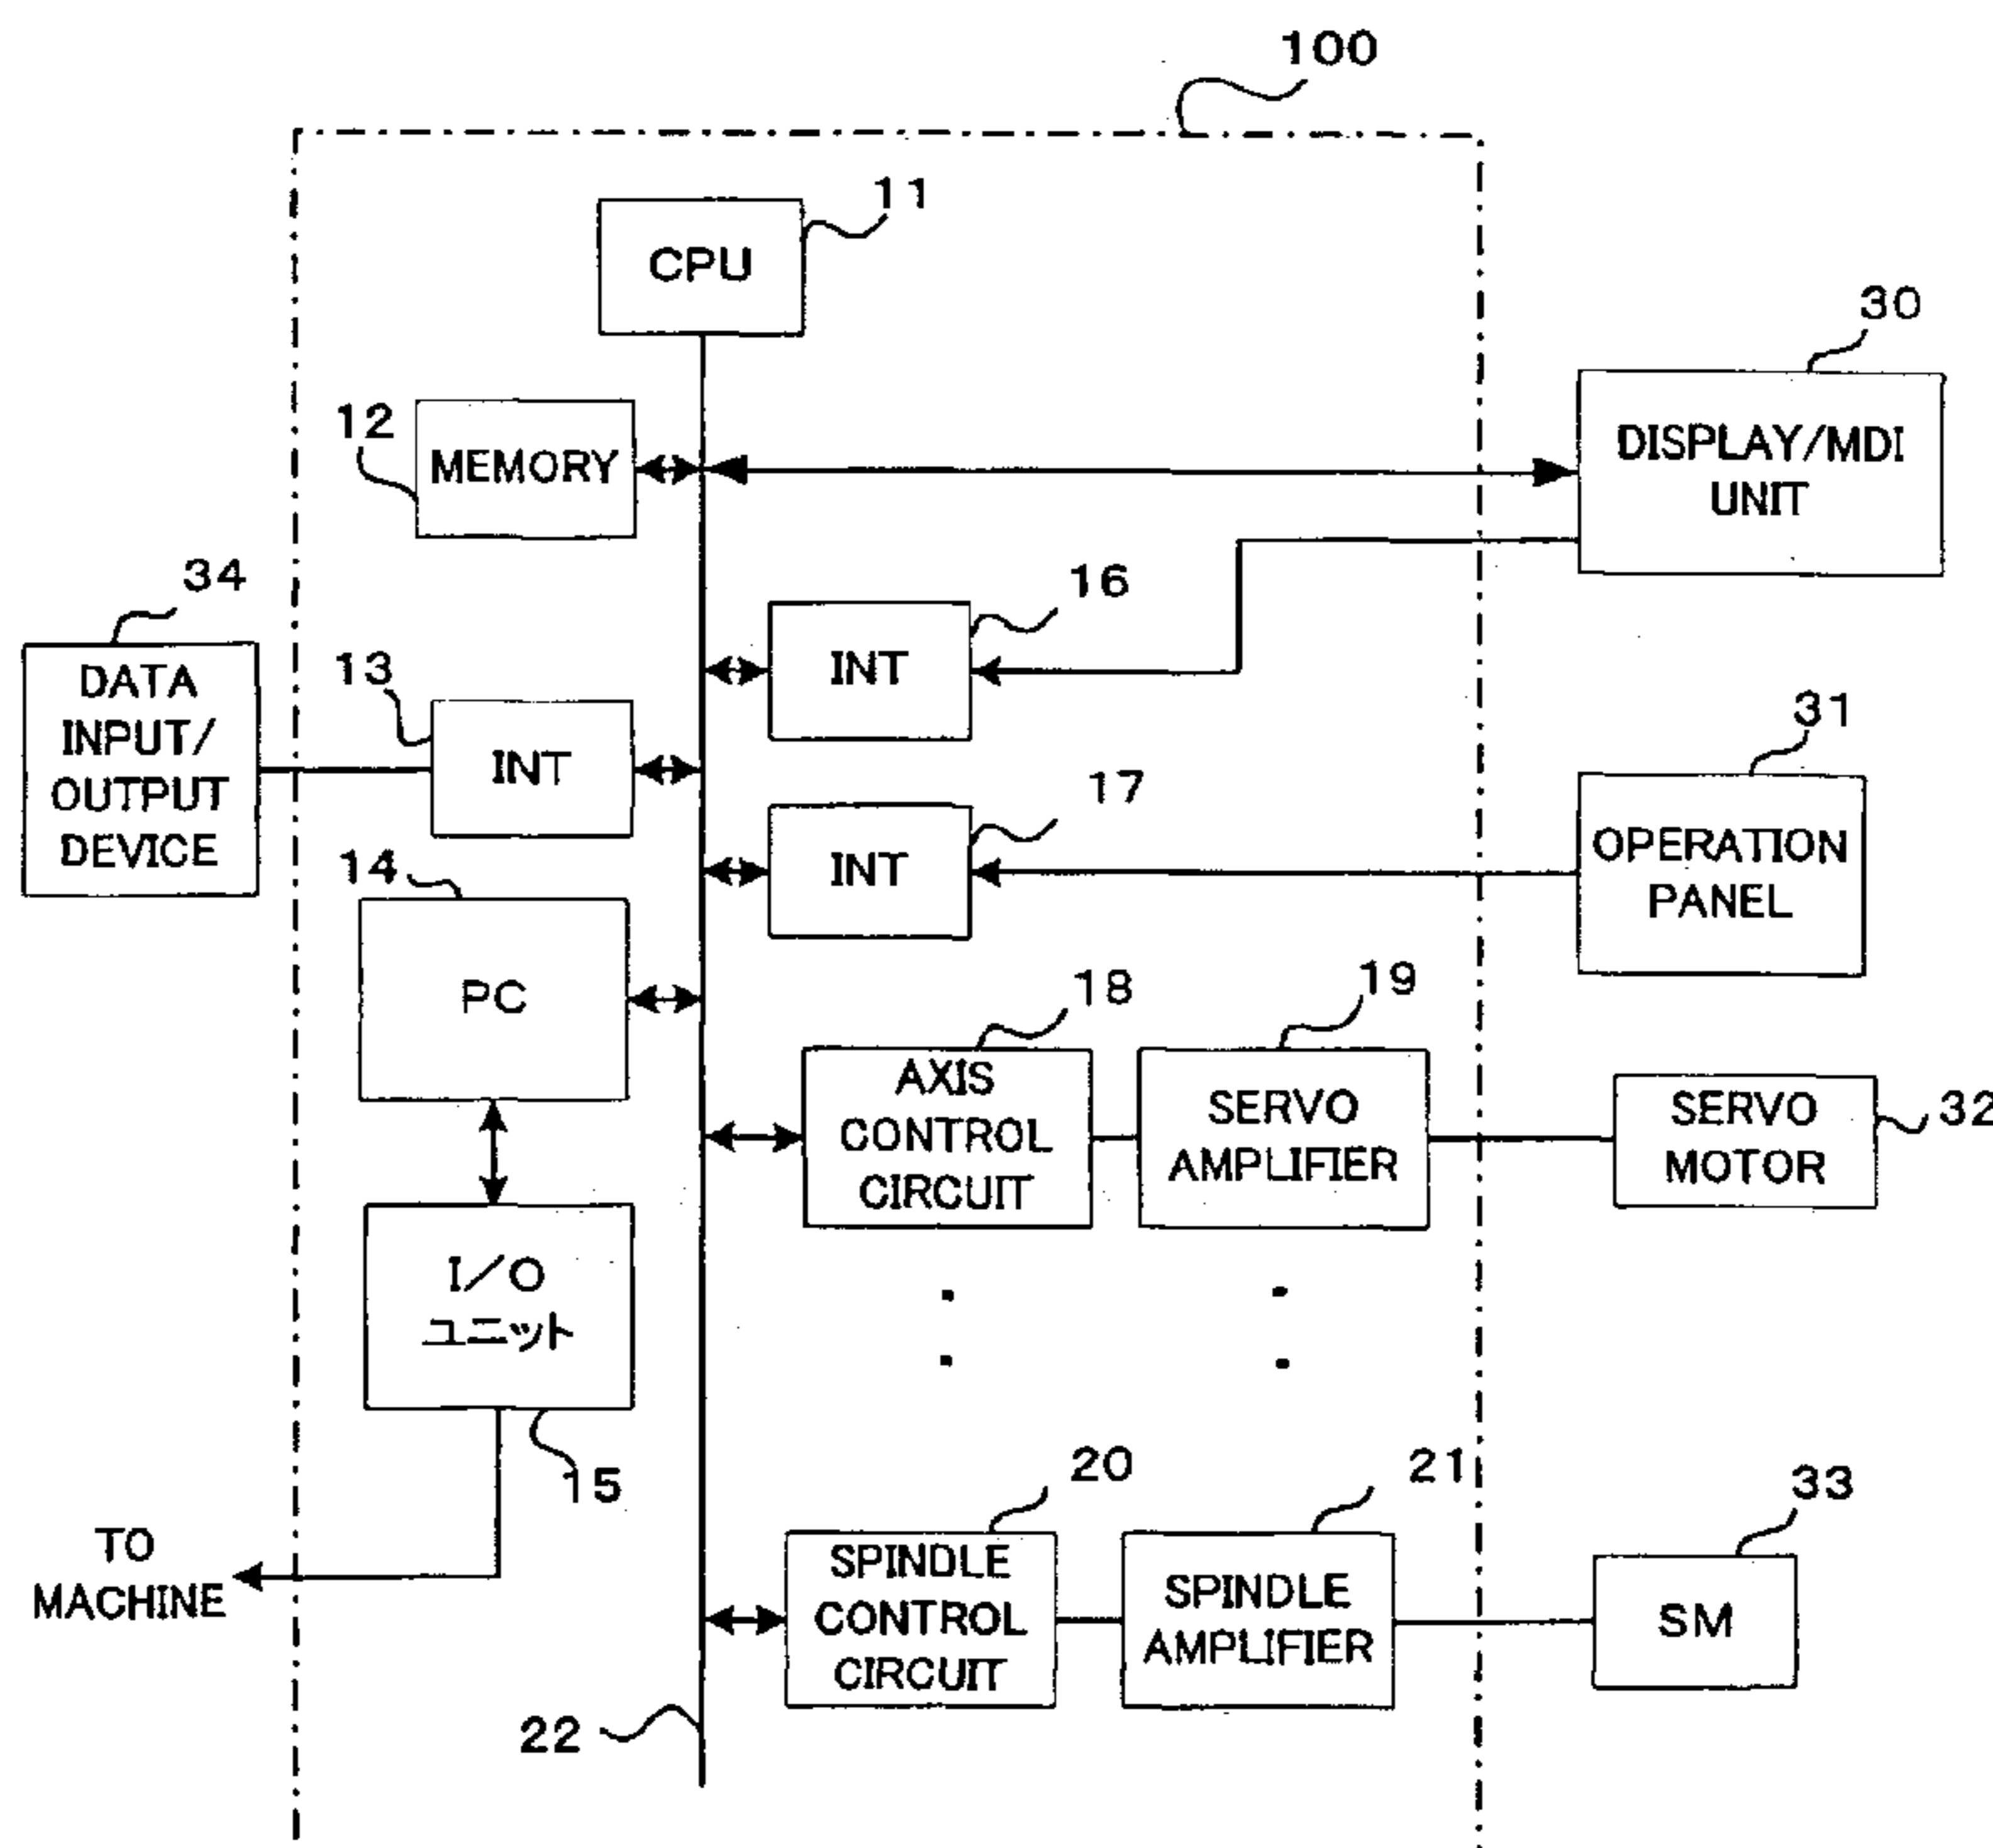 100
11
CPU
30
12
MEMORY
DISPLAY/MDI
UNIT
34
16
DATA
INPUT/
OUTPUT
DEVICE
13
INT
INT
31
17
14
INT
OPERATION
PANEL
PC
18
19
AXIS
CONTROL
CIRCUIT
SERVO
AMPLIFIER
SERVO
MOTOR
32
I/O
ユニット
15
20
21
33
TO
MACHINE
SPINDLE
CONTROL
CIRCUIT
SPINDLE
AMPLIFIER
SM
22